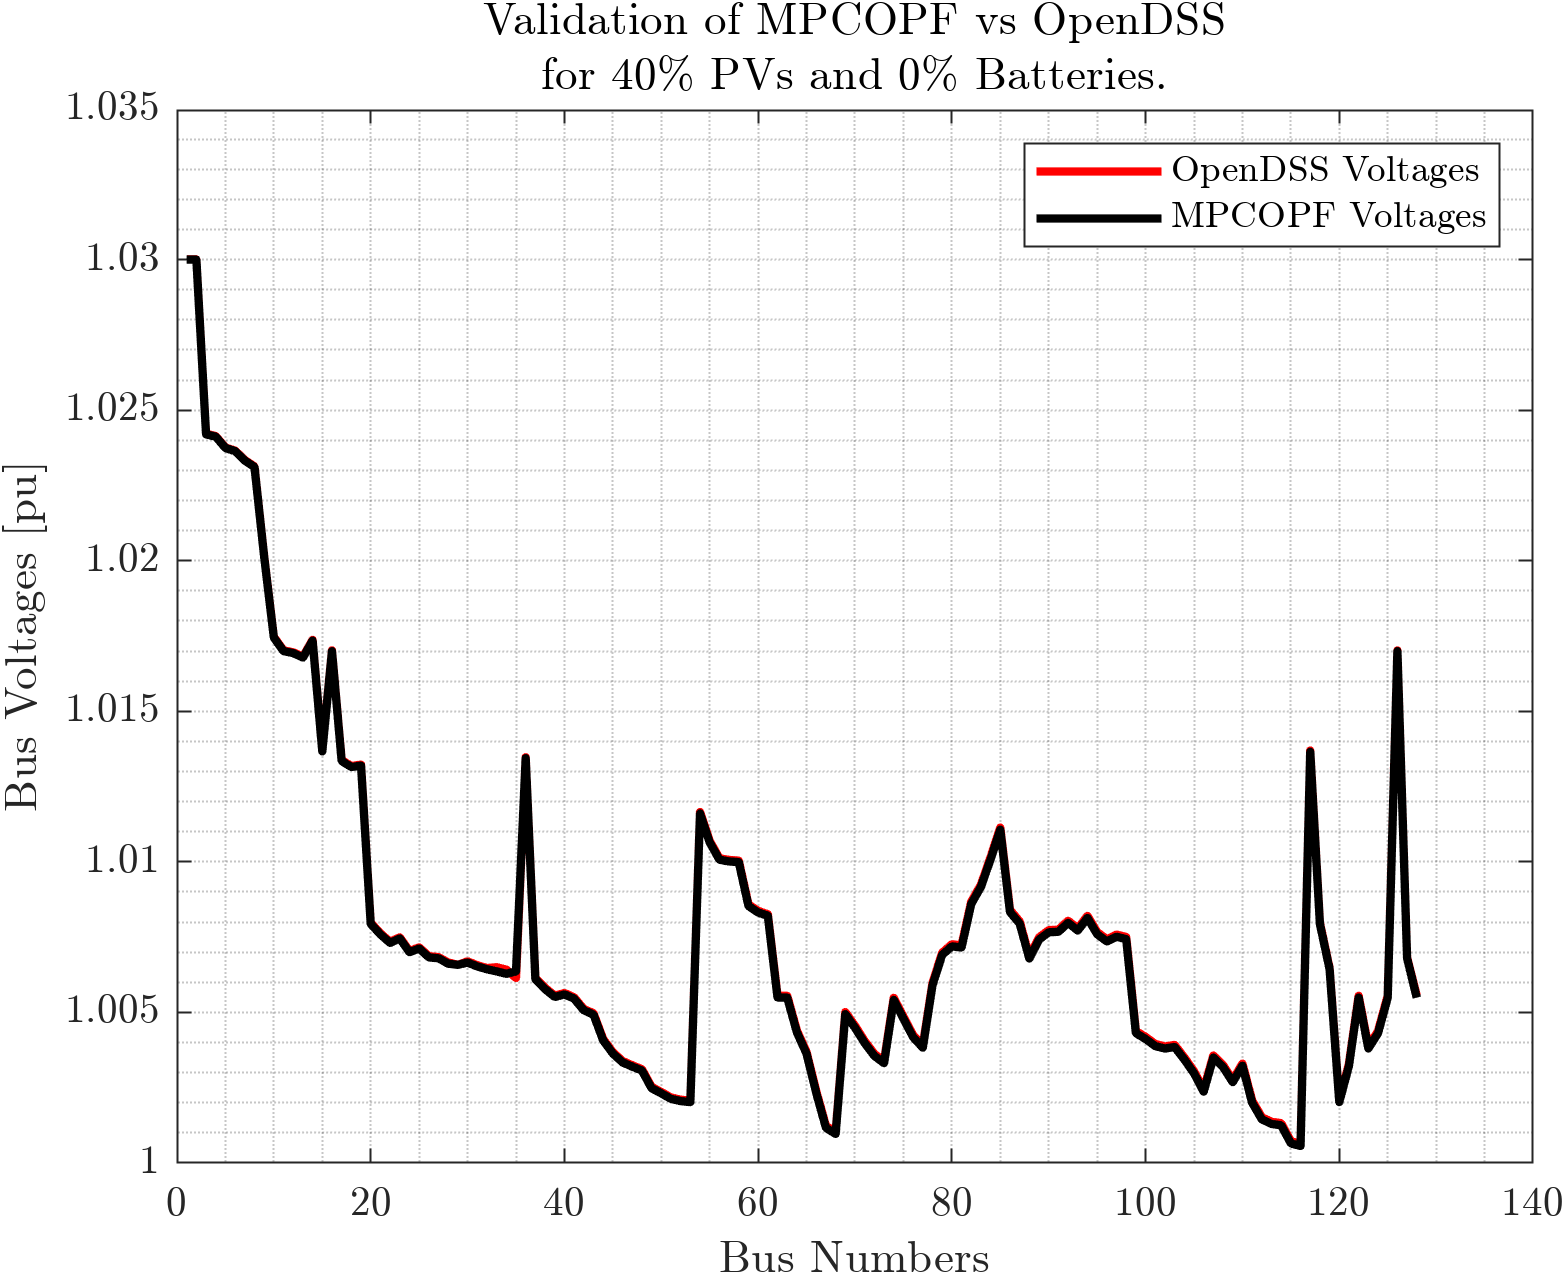 Validation of MPCOPF vs OpenDSS
for 40% PVs and 0% Batteries.
1.035
1.03
1.025
1.02
1.015
1.01
1.005
1
Bus Voltages [pu]
OpenDSS Voltages
MPCOPF Voltages
0 20 40 60 80 100 120 140
Bus Numbers